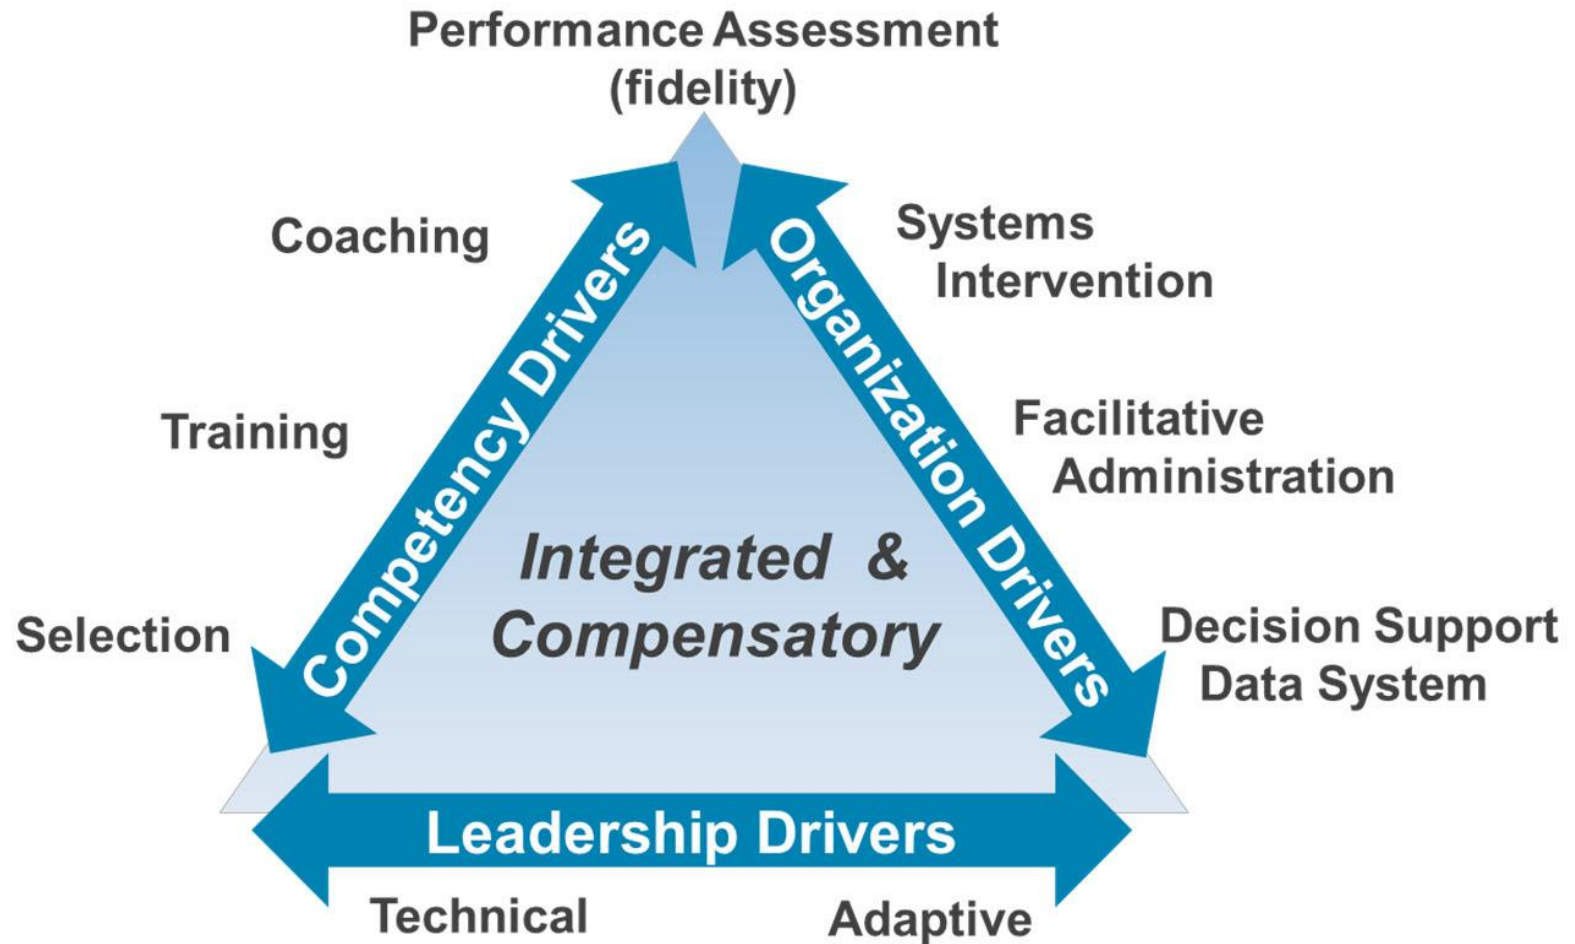 Performance Assessment
(fidelity)
Coaching
Training
Selection
Competency Drivers
Organization Drivers
Systems
Intervention
Facilitative
Administration
Decision Support
Data System
Integrated &
Compensatory
Leadership Drivers
Technical
Adaptive